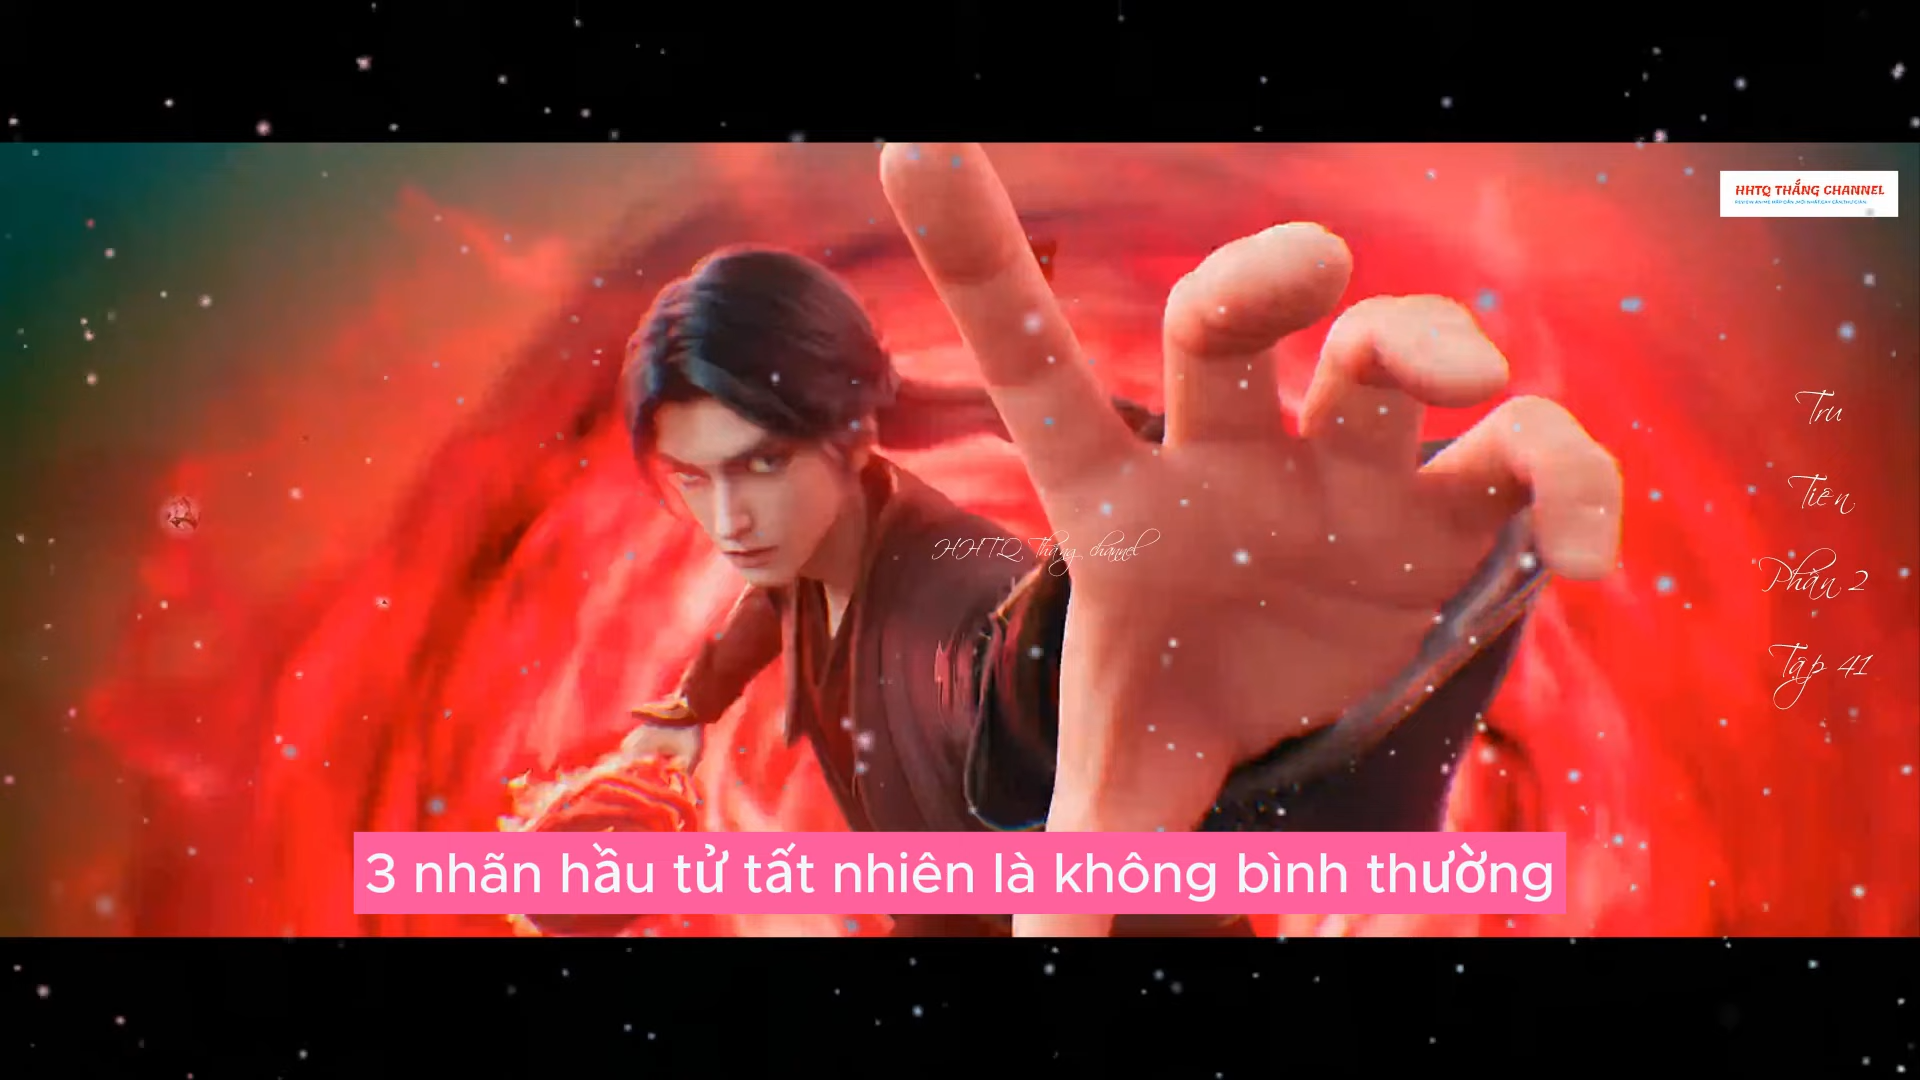 HHTQ THẮNG CHANNEL
Tru
Tiên
HHTQ Thắng channel
Phần 2
Tập 41
3 nhãn hầu tử tất nhiên là không bình thường